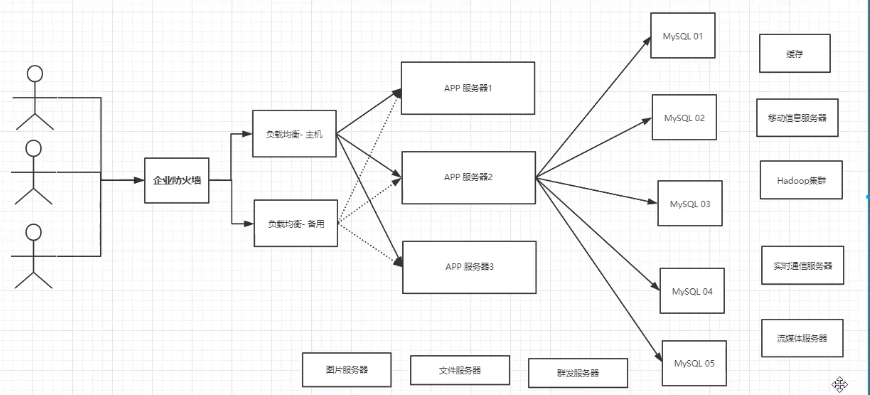 企业防火墙
负载均衡- 主机
负载均衡- 备用
APP 服务器1
APP 服务器2
APP 服务器3
MySQL 01
MySQL 02
MySQL 03
MySQL 04
MySQL 05
缓存
移动信息服务器
Hadoop集群
实时通信服务器
流媒体服务器
图片服务器
文件服务器
群发服务器